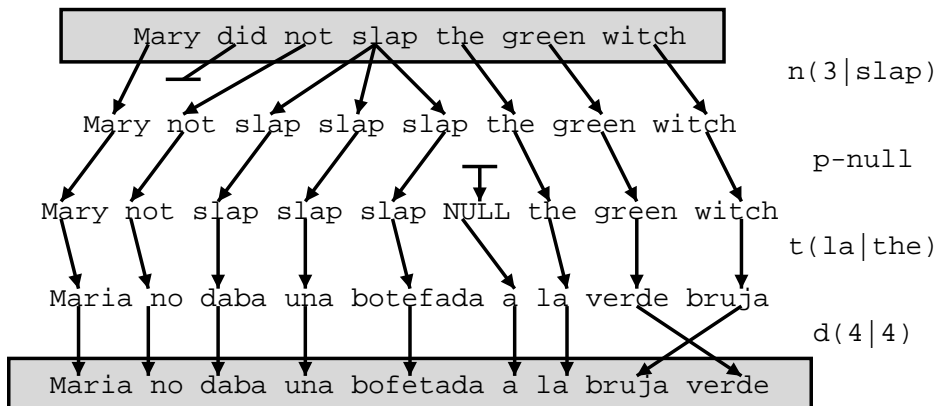 Mary did not slap the green witch
n(3|slap)
Mary not slap slap slap the green witch
p-null
Mary not slap slap slap NULL the green witch
t(la|the)
Maria no daba una botefada a la verde bruja
d(4|4)
Maria no daba una bofetada a la bruja verde